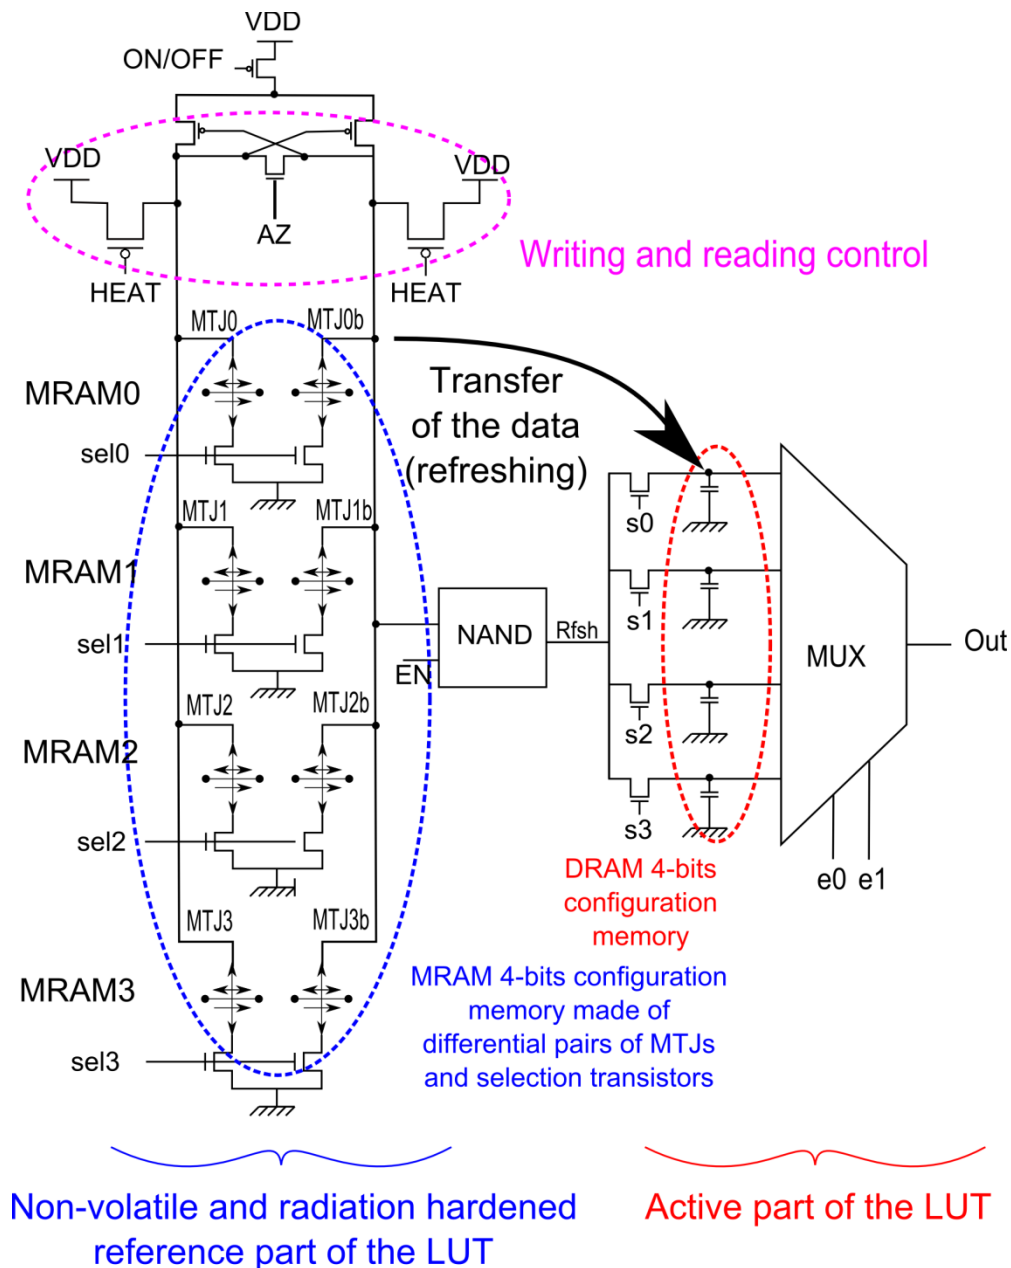 VDD
ON/OFF
VDD
VDD
AZ
Writing and reading control
HEAT
HEAT
MTJ0
MTJ0b
MRAM0
Transfer
of the data
(refreshing)
sel0
MTJ1
MTJ1b
s0
MRAM1
s1
NAND
Rfsh
sel1
EN
MUX
Out
MTJ2
MTJ2b
MRAM2
s2
sel2
s3
e0 e1
DRAM 4-bits
configuration
memory
MTJ3
MTJ3b
MRAM3
MRAM 4-bits configuration
memory made of
differential pairs of MTJs
and selection transistors
sel3
Non-volatile and radiation hardened
reference part of the LUT
Active part of the LUT